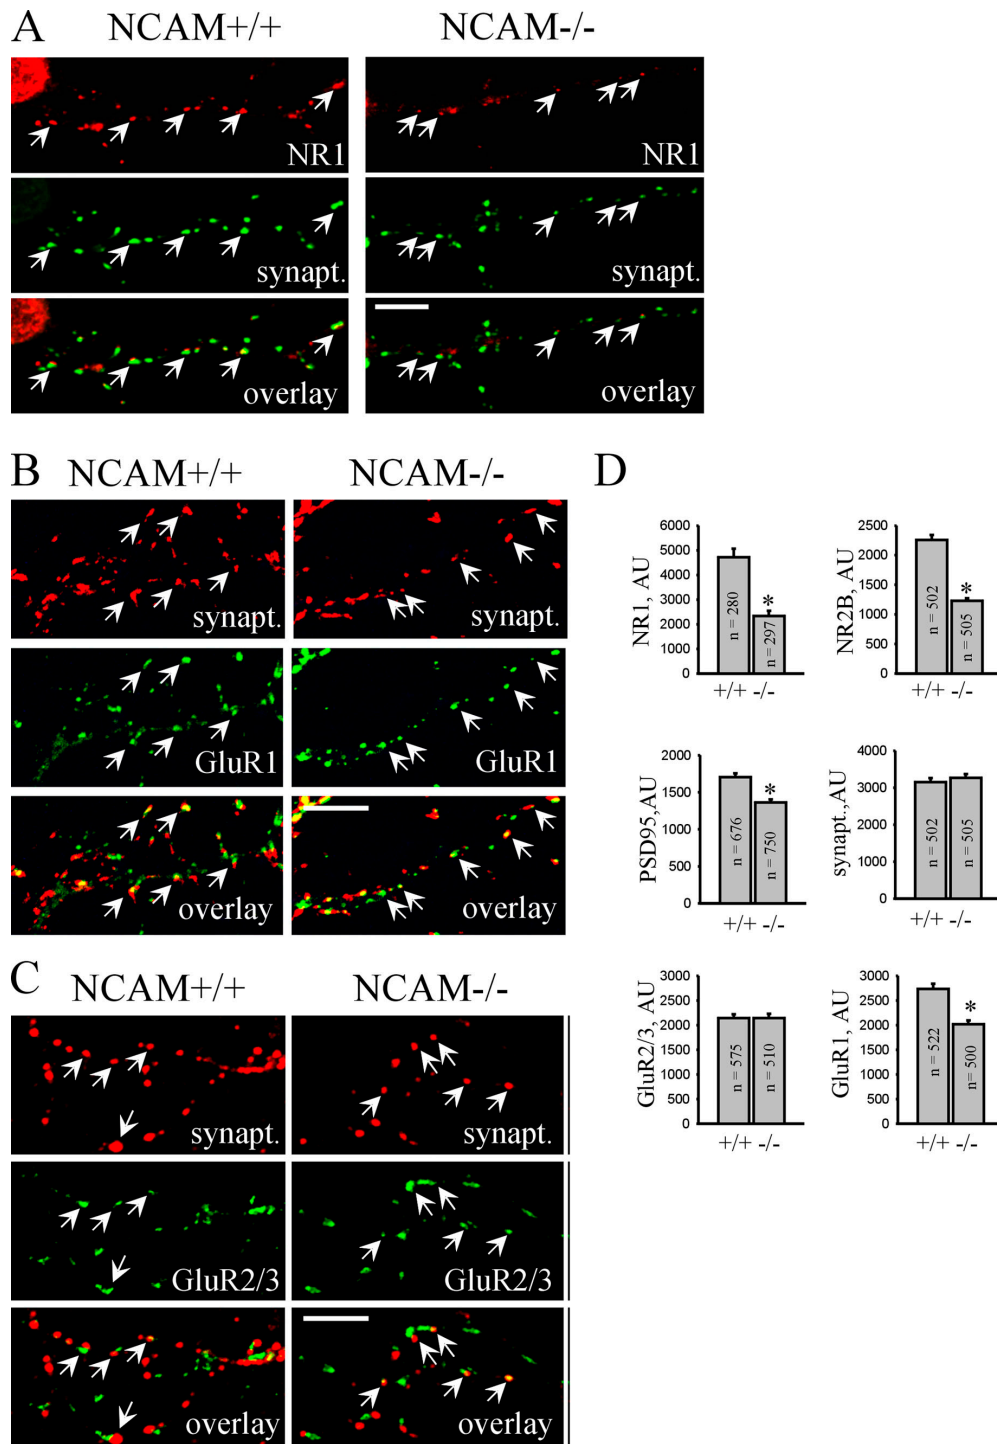 A
NCAM+/+ NCAM-/-
NR1 NR1
synapt. synapt.
overlay overlay
B
NCAM+/+ NCAM-/-
synapt. synapt.
GluR1 GluR1
overlay overlay
C
NCAM+/+ NCAM-/-
synapt. synapt.
GluR2/3 GluR2/3
overlay overlay
D
NR1, AU
6000
5000
4000
3000
2000
1000
0
n = 280
*
n = 297
+/+ -/-
NR2B, AU
2500
2000
1500
1000
500
0
n = 502
*
n = 505
+/+ -/-
PSD95,AU
2000
1500
1000
500
0
n = 676
*
n = 750
+/+ -/-
synapt.,AU
4000
3000
2000
1000
0
n = 502
n = 505
+/+ -/-
GluR2/3, AU
3000
2500
2000
1500
1000
500
0
n = 575
n = 510
+/+ -/-
GluR1, AU
3000
2500
2000
1500
1000
500
0
n = 522
*
n= 500
+/+ -/-